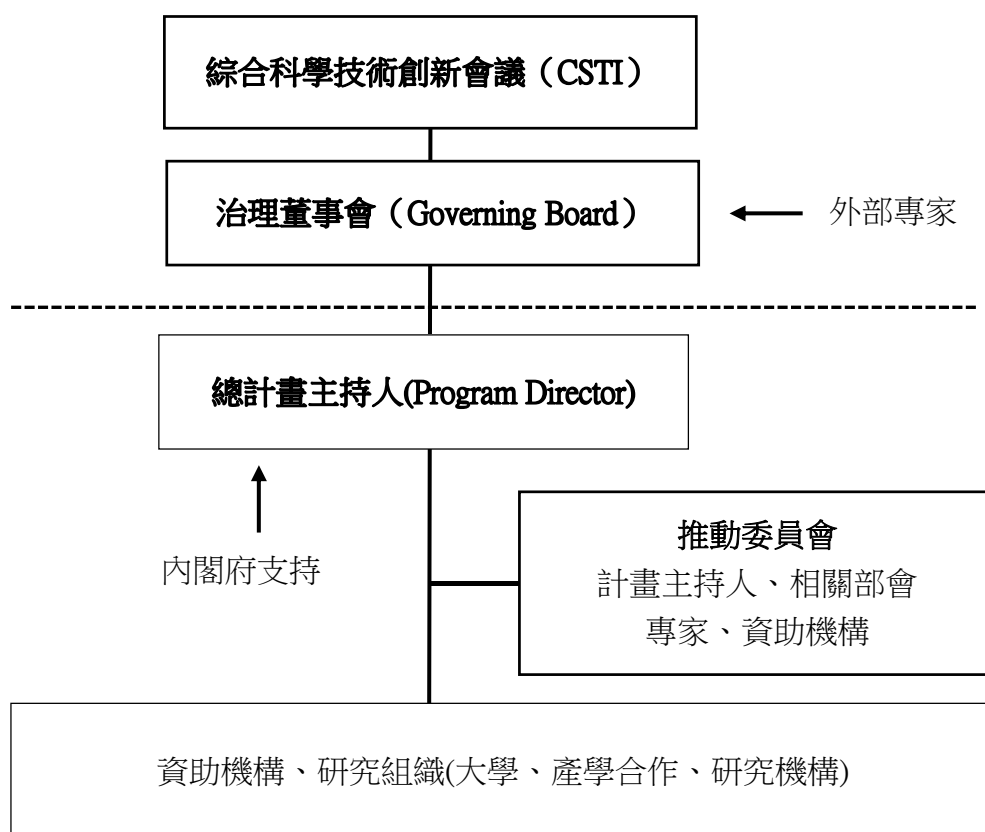 綜合科學技術創新會議（CSTI）
治理董事會（Governing Board）
外部專家
總計畫主持人(Program Director)
內閣府支持
推動委員會
計畫主持人、相關部會
專家、資助機構
資助機構、研究組織(大學、產學合作、研究機構)